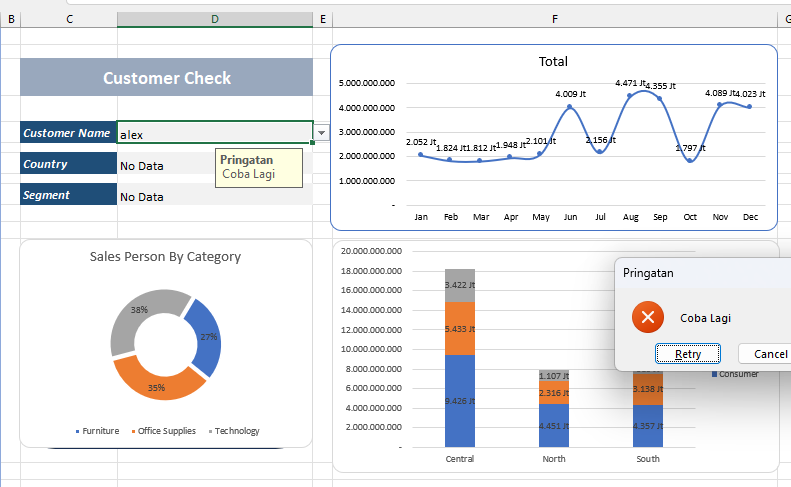 B C D E F G
Customer Check
Customer Name alex
Country No Data
Segment No Data
Pringatan
Coba Lagi
Total
5.000.000.000
4.000.000.000
3.000.000.000
2.000.000.000
1.000.000.000
-
2.052 Jt 1.824 Jt 1.812 Jt 1.948 Jt 2.101 Jt 4.009 Jt 2.156 Jt 4.471 Jt 4.355 Jt 1.797 Jt 4.089 Jt 4.023 Jt
Jan Feb Mar Apr May Jun Jul Aug Sep Oct Nov Dec
Sales Person By Category
38%
27%
35%
Furniture Office Supplies Technology
20.000.000.000
18.000.000.000
16.000.000.000
14.000.000.000
12.000.000.000
10.000.000.000
8.000.000.000
6.000.000.000
4.000.000.000
2.000.000.000
-
3.422 Jt
5.433 Jt
9.426 Jt
1.107 Jt
2.316 Jt
4.451 Jt
3.138 Jt
4.357 Jt
Central North South
Consumer
Pringatan
Coba Lagi
Retry Cancel